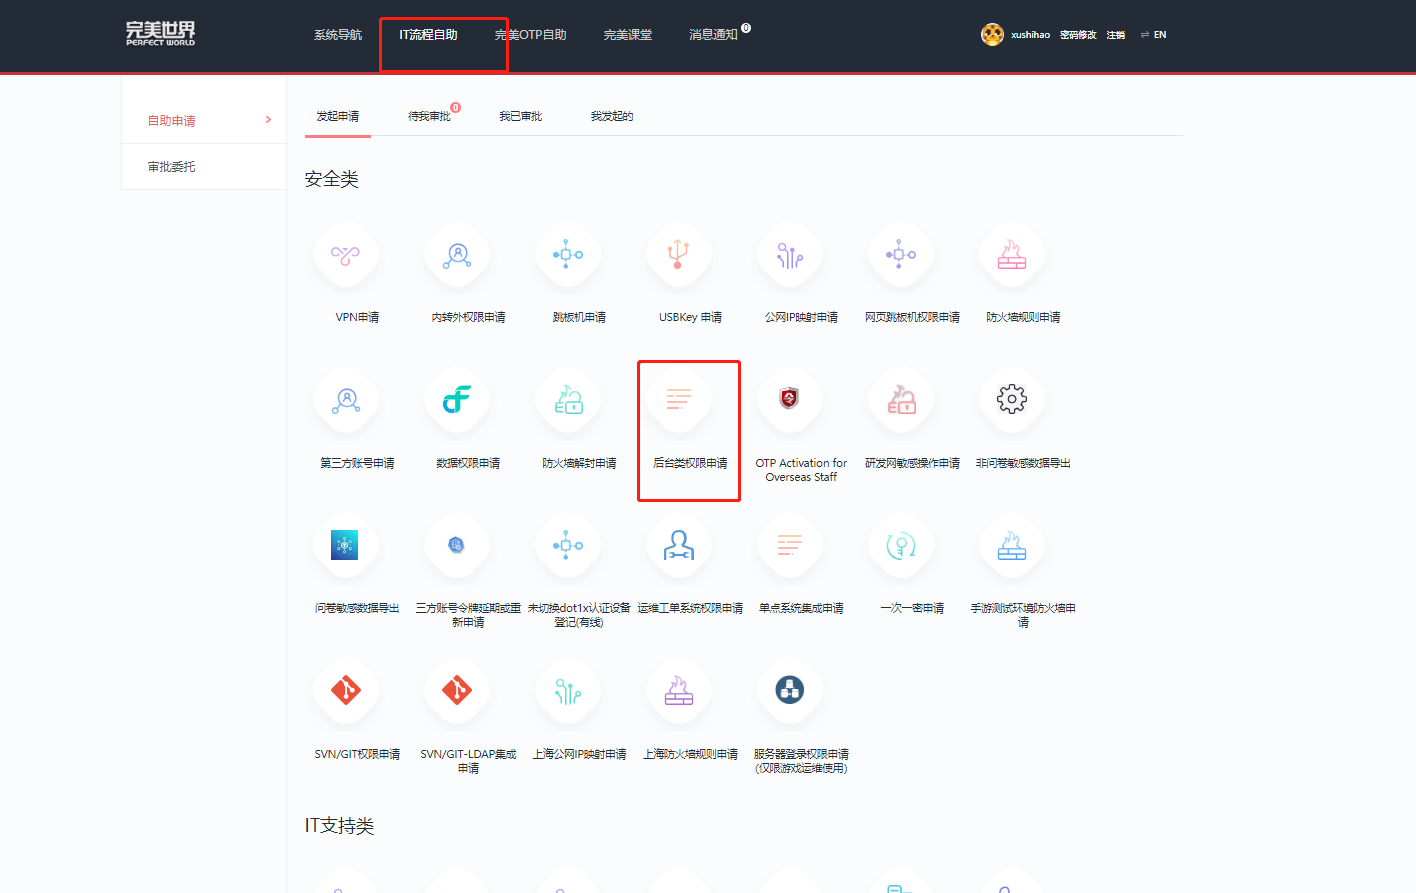 完美世界
PERFECT WORLD
系统导航
IT流程自助
完美OTP自助
完美课堂
消息通知
0
xushihao
密码修改
注销
EN
自助申请
审批委托
发起申请
待我审批
0
我已审批
我发起的
安全类
VPN申请
内转外权限申请
跳板机申请
USBKey 申请
公网IP映射申请
网页跳板机权限申请
防火墙规则申请
第三方账号申请
数据权限申请
防火墙解封申请
后台类权限申请
OTP Activation for
Overseas Staff
研发网敏感操作申请
非问卷敏感数据导出
问卷敏感数据导出
三方账号令牌延期或重
新申请
未切换dot1x认证设备
登记(有线)
运维工单系统权限申请
单点系统集成申请
一次一密申请
手游测试环境防火墙申
请
SVN/GIT权限申请
SVN/GIT-LDAP集成
申请
上海公网IP映射申请
上海防火墙规则申请
服务器登录权限申请
(仅限游戏运维使用)
IT支持类